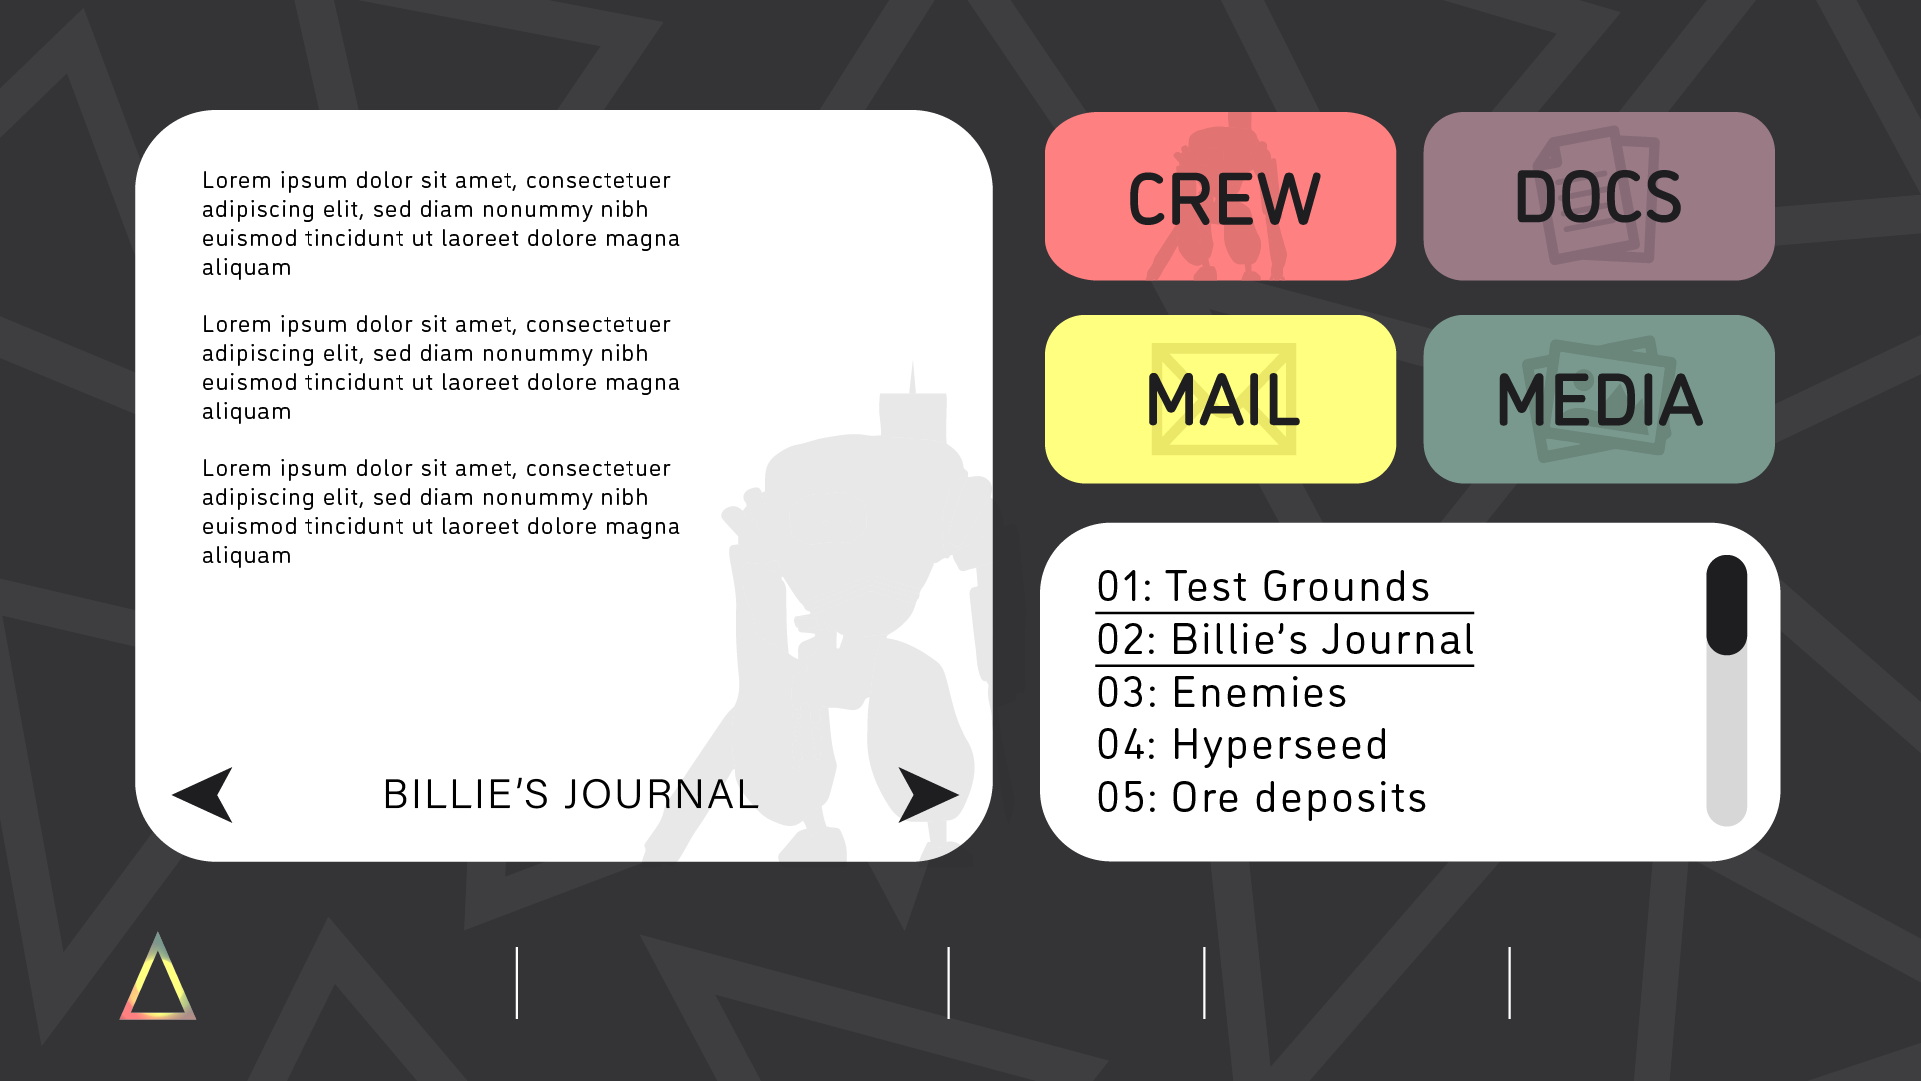 Lorem ipsum dolor sit amet, consectetuer
adipiscing elit, sed diam nonummy nibh
euismod tincidunt ut laoreet dolore magna
aliquam
Lorem ipsum dolor sit amet, consectetuer
adipiscing elit, sed diam nonummy nibh
euismod tincidunt ut laoreet dolore magna
aliquam
Lorem ipsum dolor sit amet, consectetuer
adipiscing elit, sed diam nonummy nibh
euismod tincidunt ut laoreet dolore magna
aliquam
BILLIE'S JOURNAL
CREW
DOCS
MAIL
MEDIA
01: Test Grounds
02: Billie's Journal
03: Enemies
04: Hyperseed
05: Ore deposits